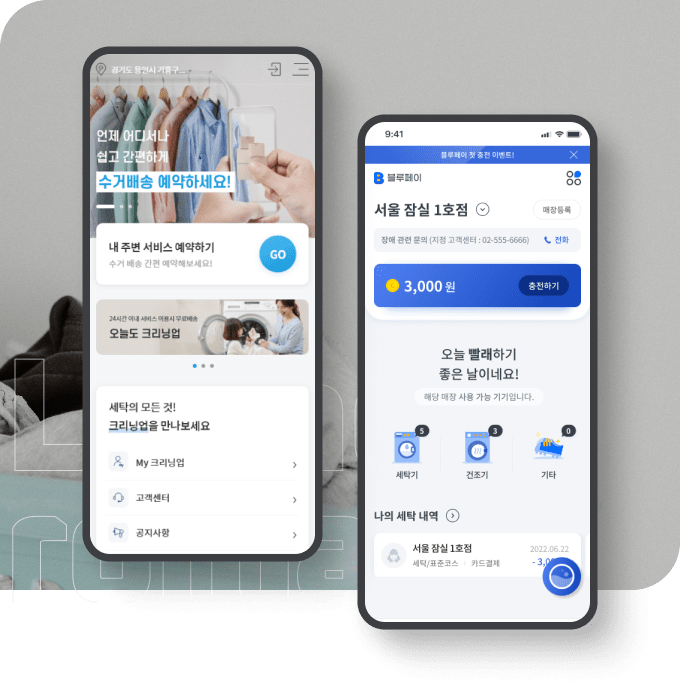 경기도 용인시 기흥구...
언제 어디서나
쉽고 간편하게
수거배송 예약하세요!
내 주변 서비스 예약하기
수거 배송 간편 예약해보세요!
GO
24시간 이내 서비스 이용시 무료배송
오늘도 크리닝업
세탁의 모든 것!
크리닝업을 만나보세요
My 크리닝업
고객센터
공지사항
9:41
블루페이 첫 충전 이벤트!
B 블루페이
서울 잠실 1호점
매장등록
장애 관련 문의 (지점 고객센터 : 02-555-6666)
전화
3,000 원
충전하기
오늘 빨래하기
좋은 날이네요!
해당 매장 사용 가능 기기입니다.
5
3
0
세탁기
건조기
기타
나의 세탁 내역
서울 잠실 1호점
2022.06.22
세탁/표준코스
카드결제